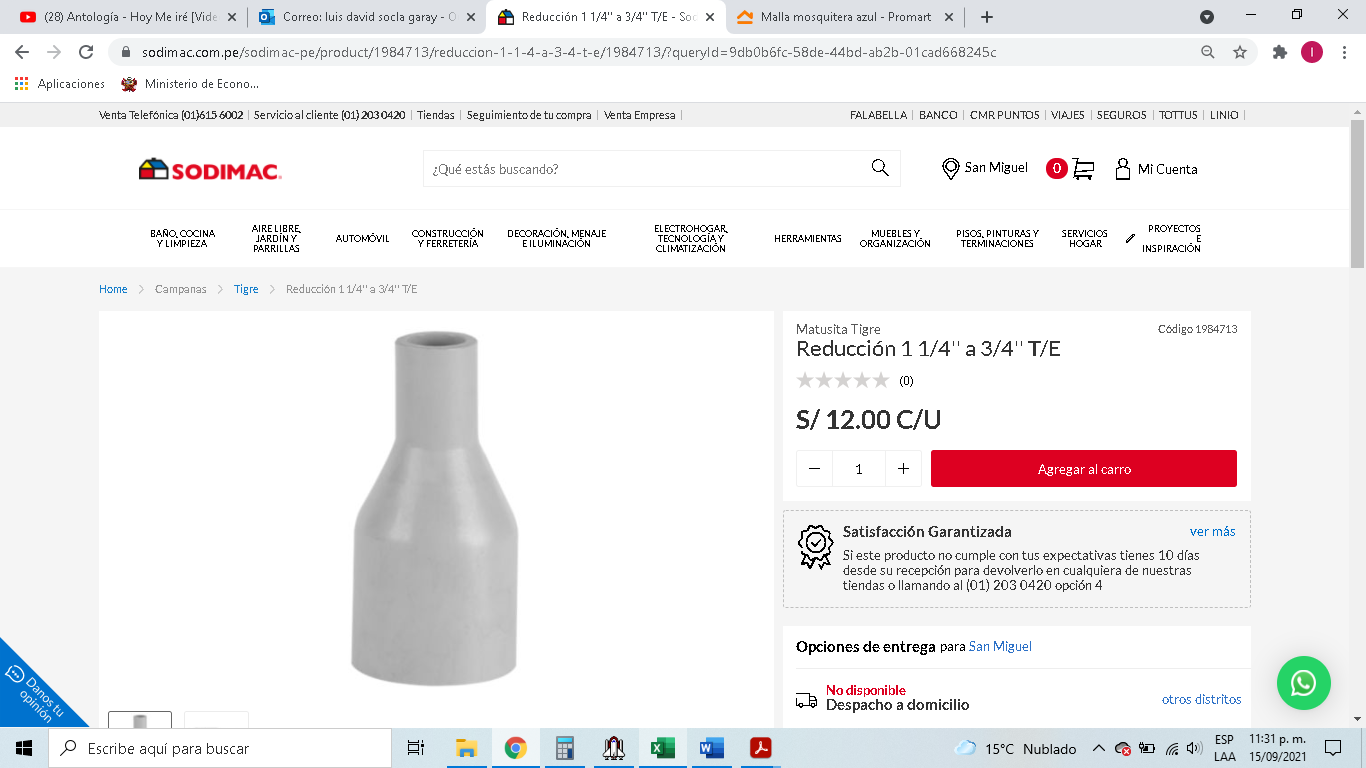 (28) Antología - Hoy Me iré [Vide
Correo: luis david socla garay - O
Reducción 1 1/4'' a 3/4'' T/E - Soc
Malla mosquitera azul - Promart
sodimac.com.pe/sodimac-pe/product/1984713/reduccion-1-1-4-a-3-4-t-e/1984713/?queryId=9db0b6fc-58de-44bd-ab2b-01cad668245c
I
Aplicaciones
Ministerio de Econo...
Venta Telefónica (01)615 6002
Servicio al cliente (01) 203 0420
Tiendas
Seguimiento de tu compra
Venta Empresa
FALABELLA
BANCO
CMR PUNTOS
VIAJES
SEGUROS
TOTTUS
LINIO
SODIMAC
¿Qué estás buscando?
San Miguel
0
Mi Cuenta
BAÑO, COCINA
Y LIMPIEZA
AIRE LIBRE,
JARDÍN Y
PARRILLAS
AUTOMÓVIL
CONSTRUCCIÓN
Y FERRETERÍA
DECORACIÓN, MENAJE
E ILUMINACIÓN
ELECTROHOGAR,
TECNOLOGÍA Y
CLIMATIZACIÓN
HERRAMIENTAS
MUEBLES Y
ORGANIZACIÓN
PISOS, PINTURAS Y
TERMINACIONES
SERVICIOS
HOGAR
PROYECTOS
E
INSPIRACIÓN
Home
Campanas
Tigre
Reducción 1 1/4'' a 3/4'' T/E
Matusita Tigre
Código 1984713
Reducción 1 1/4'' a 3/4'' T/E
(0)
S/ 12.00 C/U
1
Agregar al carro
Satisfacción Garantizada
ver más
Si este producto no cumple con tus expectativas tienes 10 días
desde su recepción para devolverlo en cualquiera de nuestras
tiendas o llamando al (01) 203 0420 opción 4
Opciones de entrega para San Miguel
No disponible
Despacho a domicilio
otros distritos
Danos tu
opinión
Escribe aquí para buscar
15°C Nublado
ESP
LAA
11:31 p. m.
15/09/2021